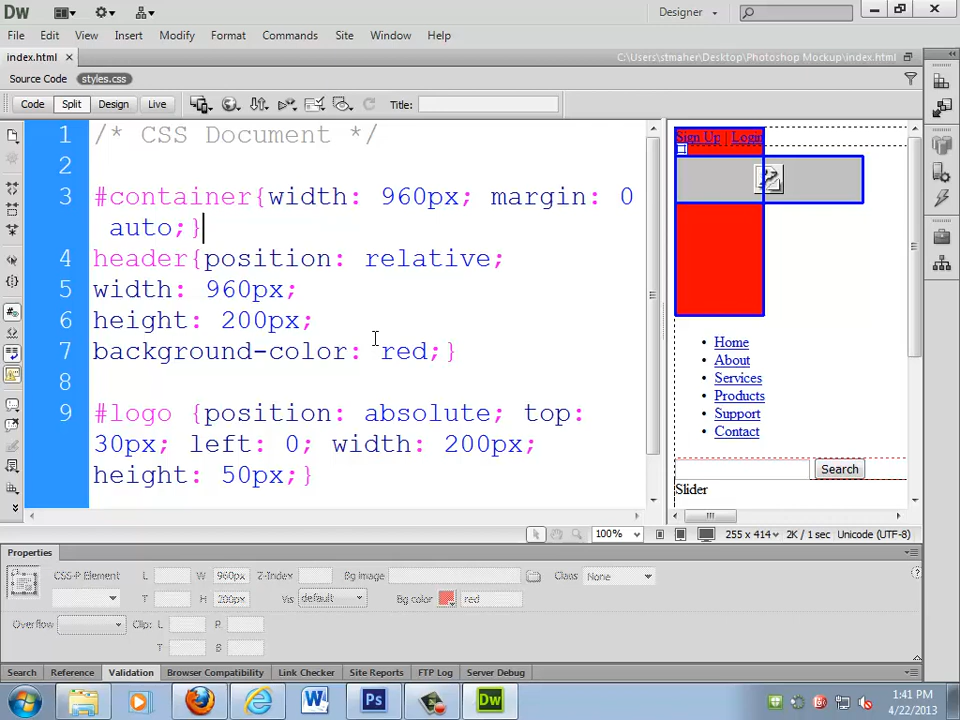 Dw
Designer
File Edit View Insert Modify Format Commands Site Window Help
index.html × C:\Users\stmaher\Desktop\Photoshop Mockup\index.html
Source Code styles.css
Code Split Design Live Title:
1 /* CSS Document */
2
3 #container{width: 960px; margin: 0
auto;}
4 header{position: relative;
5 width: 960px;
6 height: 200px;
7 background-color: red;}
8
9 #logo {position: absolute; top:
30px; left: 0; width: 200px;
height: 50px;}
Sign Up | Login
Home
About
Services
Products
Support
Contact
Search
Slider
100% 255 x 414 2K / 1 sec Unicode (UTF-8)
Properties
CSS-P Element L W 960px Z-Index Bg image Class None
T H 200px Vis default Bg color red
Overflow Clip: L R
T B
Search Reference Validation Browser Compatibility Link Checker Site Reports FTP Log Server Debug
W Ps Dw
1:41 PM
4/22/2013